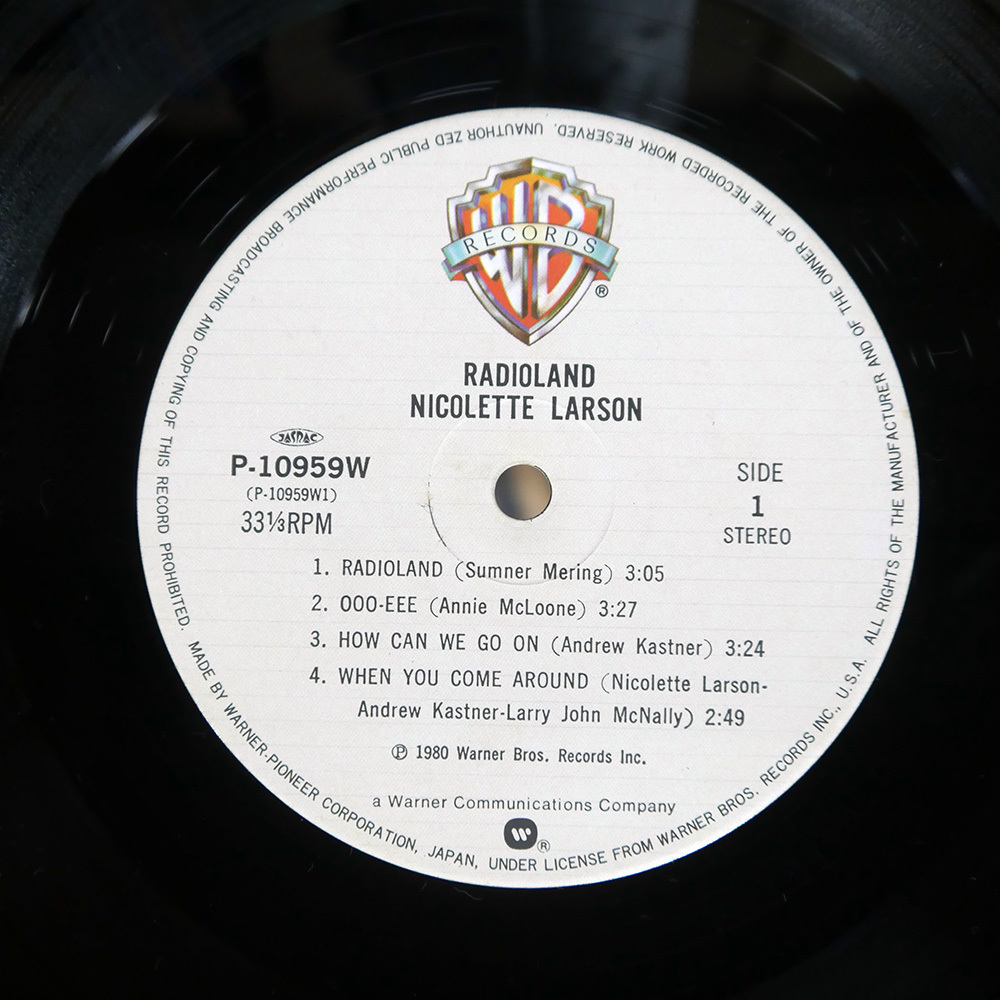 WB
RECORDS
®
RADIOLAND
NICOLETTE LARSON
JASRAC
P-10959W
(P-10959W1)
33⅓RPM
SIDE
1
STEREO
1. RADIOLAND (Sumner Mering) 3:05
2. OOO-EEE (Annie McLoone) 3:27
3. HOW CAN WE GO ON (Andrew Kastner) 3:24
4. WHEN YOU COME AROUND (Nicolette Larson-
Andrew Kastner-Larry John McNally) 2:49
℗ 1980 Warner Bros. Records Inc.
a Warner Communications Company
W®
MADE BY WARNER-PIONEER CORPORATION, JAPAN, UNDER LICENSE FROM WARNER BROS. RECORDS INC., U.S.A. ALL RIGHTS OF THE MANUFACTURER AND OF THE OWNER OF THE RECORDED WORK RESERVED. UNAUTHOR ZED PUBLIC PERFORMANCE BROADCASTING AND COPYING OF THIS RECORD PROHIBITED.